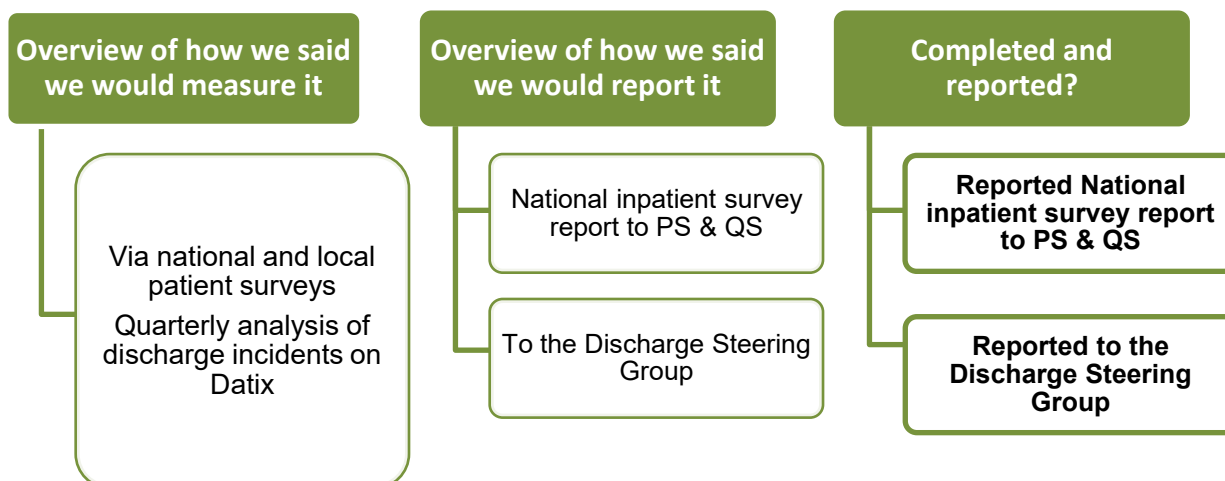 Overview of how we said
we would measure it
Via national and local
patient surveys
Quarterly analysis of
discharge incidents on
Datix
Overview of how we said
we would report it
National inpatient survey
report to PS & QS
To the Discharge Steering
Group
Completed and
reported?
Reported National
inpatient survey report
to PS & QS
Reported to the
Discharge Steering
Group